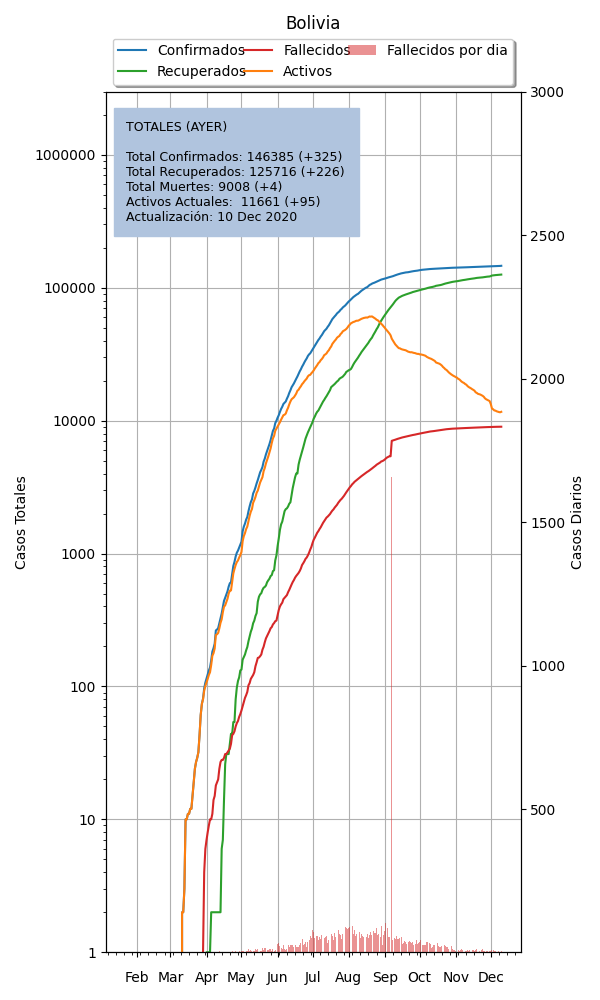 Bolivia
Confirmados
Recuperados
Fallecidos
Activos
Fallecidos por dia
TOTALES (AYER)
Total Confirmados: 146385 (+325)
Total Recuperados: 125716 (+226)
Total Muertes: 9008 (+4)
Activos Actuales:  11661 (+95)
Actualización: 10 Dec 2020
Casos Totales
1000000
100000
10000
1000
100
10
1
Casos Diarios
3000
2500
2000
1500
1000
500
Feb Mar Apr May Jun Jul Aug Sep Oct Nov Dec